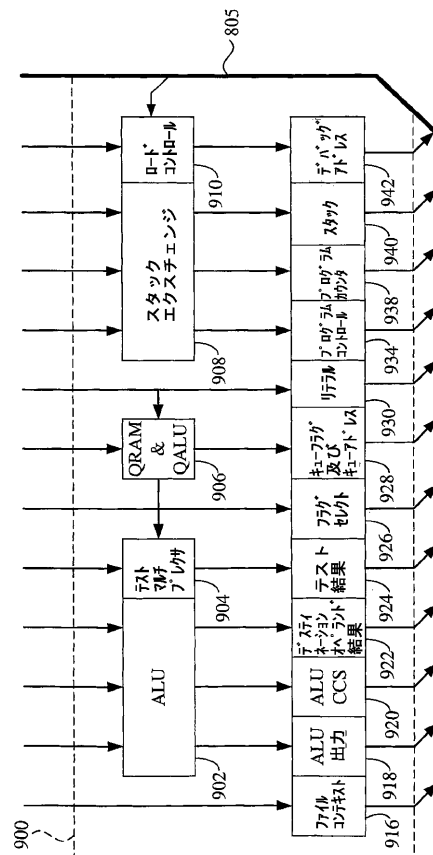 900
805
ALU
902
テスト
マルチ
プレクサ
904
QRAM
&
QALU
906
スタック
エクスチェンジ
908
ロード
コントロール
910
ファイル
コンテキスト
916
ALU
出力
918
ALU
CCS
920
デスティ
ネーション
オペランド結果
922
テスト
結果
924
フラグ
セレクト
926
キューフラグ
及び
キューアドレス
928
リテラル
930
プログラム
コントロール
934
プログラム
カウンタ
938
スタック
940
デバッグ
アドレス
942